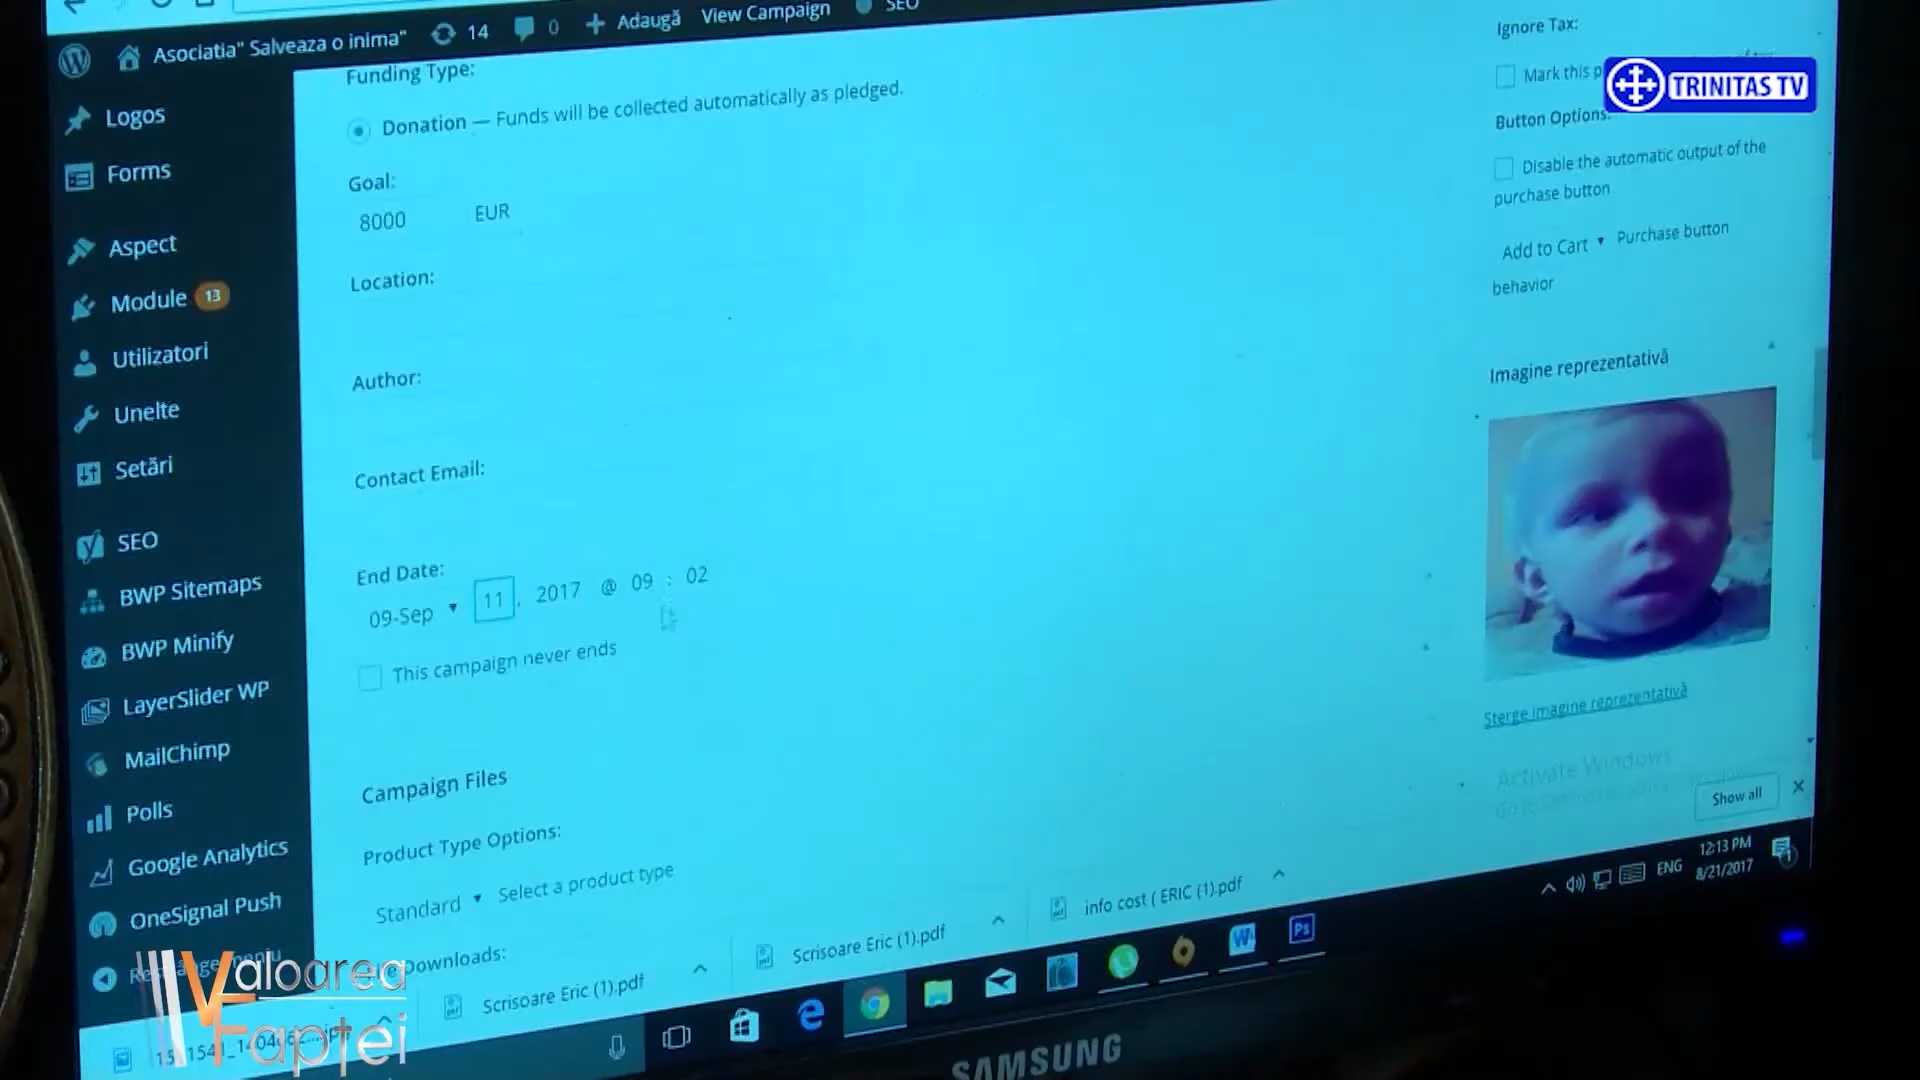 Asociatia" Salveaza o inima"
14
0
Adaugă
View Campaign
SEO
Logos
Forms
Aspect
Module 13
Utilizatori
Unelte
Setări
SEO
BWP Sitemaps
BWP Minify
LayerSlider WP
MailChimp
Polls
Google Analytics
OneSignal Push
Funding Type:
Donation — Funds will be collected automatically as pledged.
Goal:
8000 EUR
Location:
Author:
Contact Email:
End Date:
09-Sep 11, 2017 @ 09 : 02
This campaign never ends
Campaign Files
Product Type Options:
Standard Select a product type
Downloads:
Ignore Tax:
Mark this
TRINITAS TV
Button Options:
Disable the automatic output of the
purchase button
Add to Cart Purchase button
behavior
Imagine reprezentativă
Șterge imagine reprezentativă
Activate Windows
Show all
Scrisoare Eric (1).pdf
Scrisoare Eric (1).pdf
info cost ( ERIC (1).pdf
ENG
12:13 PM
8/21/2017
Valoarea
Faptei
SAMSUNG